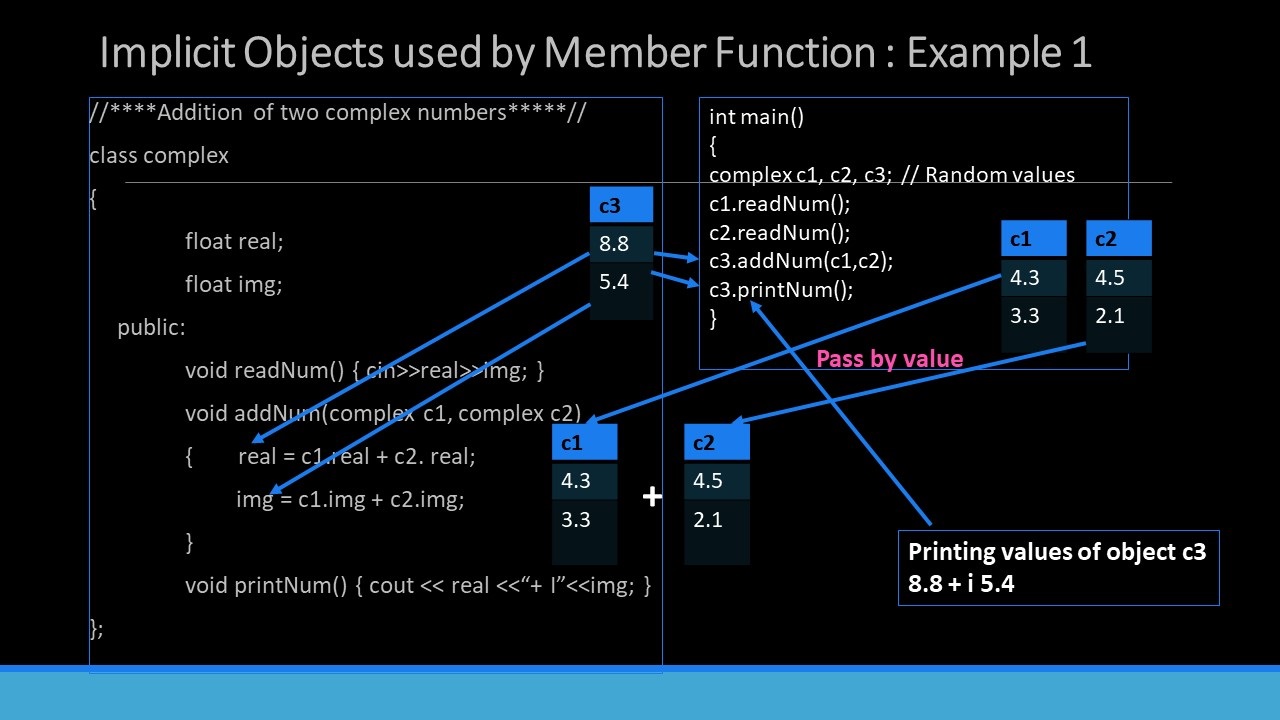 Implicit Objects used by Member Function : Example 1
//****Addition of two complex numbers*****//
class complex
{
float real;
float img;
public:
void readNum() { cin>>real>>img; }
void addNum(complex c1, complex c2)
{ real = c1.real + c2. real;
img = c1.img + c2.img;
}
void printNum() { cout << real <<“+ I”<<img; }
};
c3
8.8
5.4
int main()
{
complex c1, c2, c3; // Random values
c1.readNum();
c2.readNum();
c3.addNum(c1,c2);
c3.printNum();
}
c1 c2
4.3 4.5
3.3 2.1
Pass by value
c1 c2
4.3 4.5
+
3.3 2.1
Printing values of object c3
8.8 + i 5.4